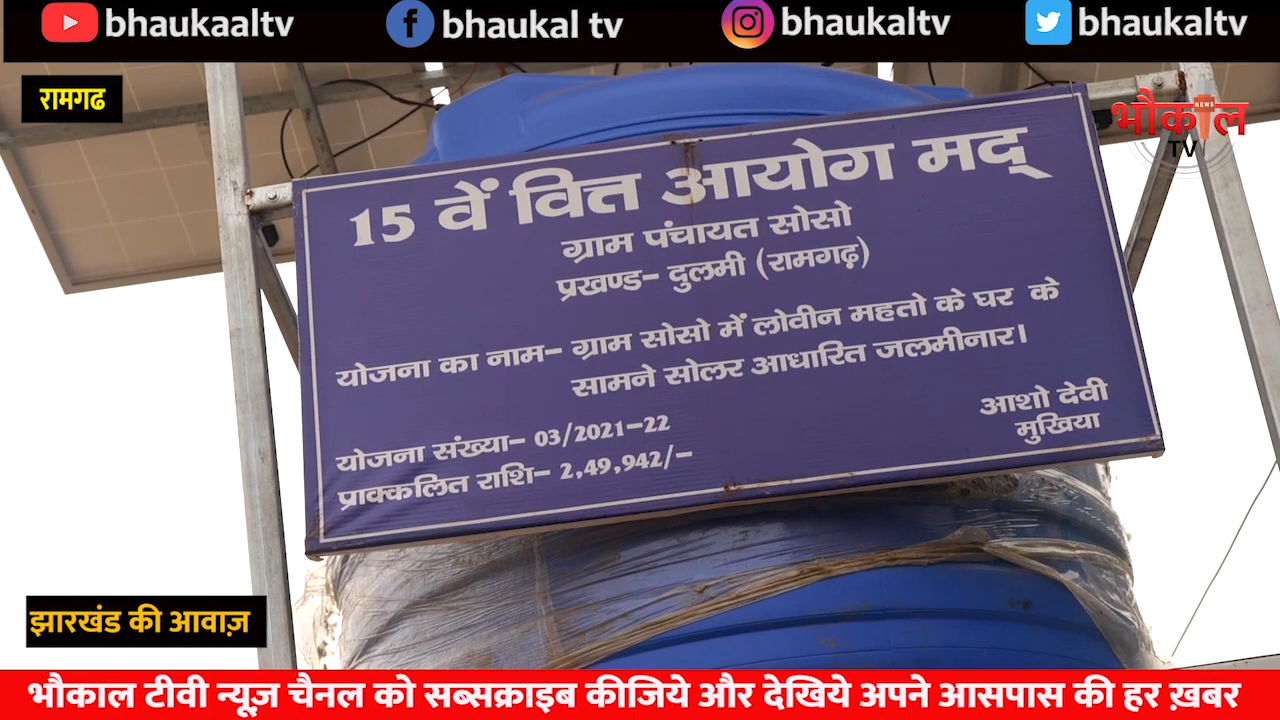 bhaukaaltv
bhaukal tv
bhaukaltv
bhaukaltv
रामगढ
भौकाल
NEWS
TV
15 वें वित्त आयोग मद्
ग्राम पंचायत सोसो
प्रखण्ड- दुलमी (रामगढ़)
योजना का नाम- ग्राम सोसो में लोवीन महतो के घर के
सामने सोलर आधारित जलमीनार।
योजना संख्या- 03/2021-22
प्राक्कलित राशि- 2,49,942/-
आशो देवी
मुखिया
झारखंड की आवाज़
भौकाल टीवी न्यूज़ चैनल को सब्सक्राइब कीजिये और देखिये अपने आसपास की हर ख़बर